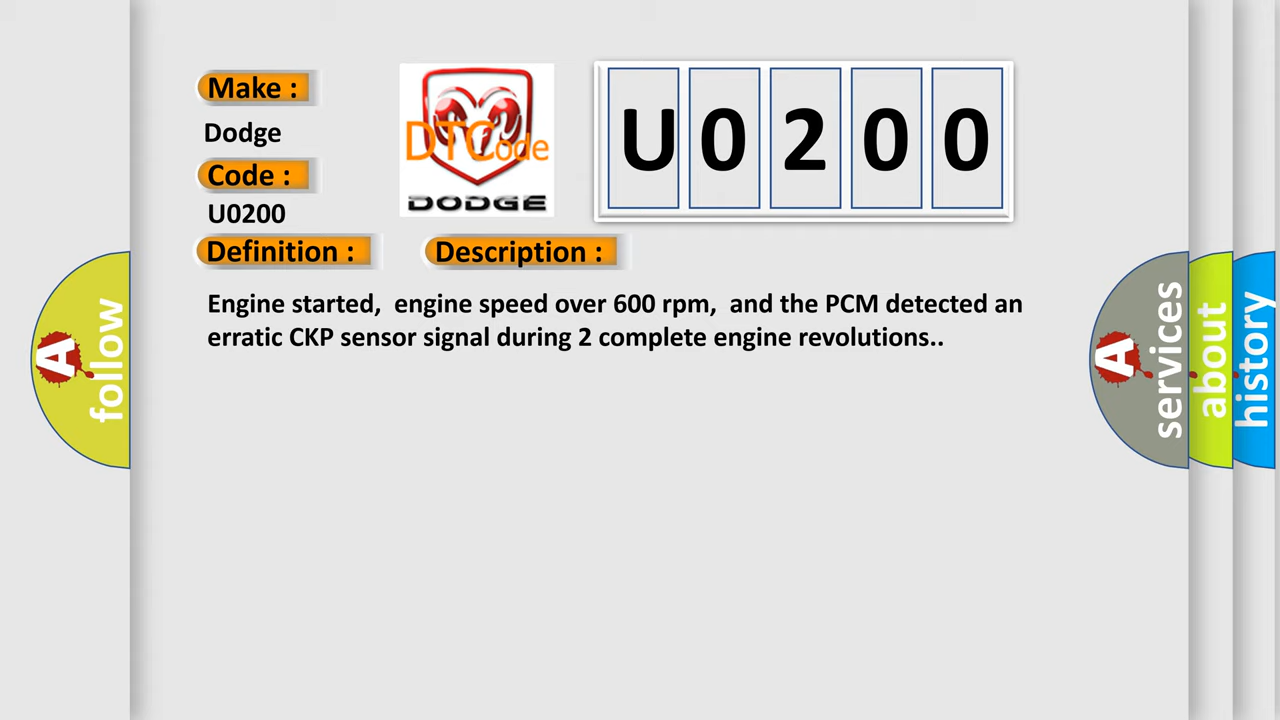 Make :
Dodge
Code :
U0200
Definition :
Description :
Engine started, engine speed over 600 rpm, and the PCM detected an
erratic CKP sensor signal during 2 complete engine revolutions..
DTCode
DODGE
U0200
A follow
A services
about
history